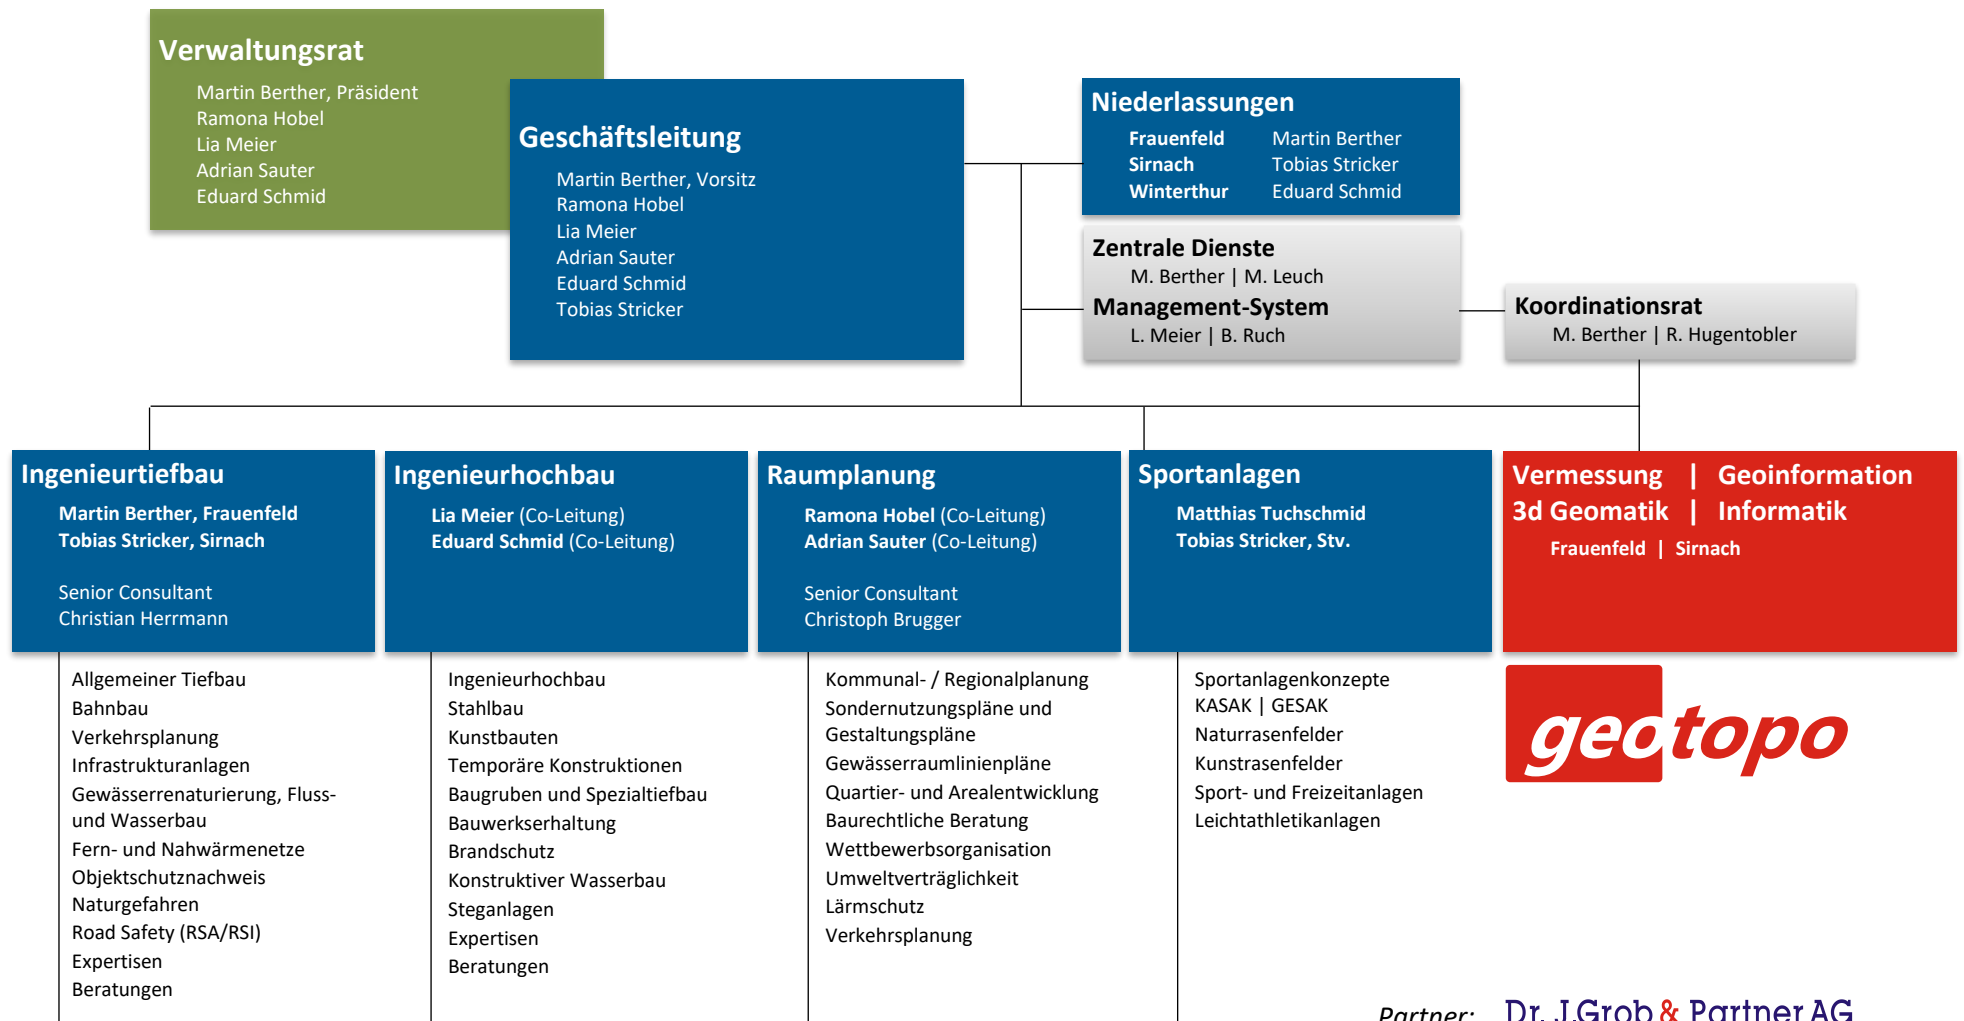 Verwaltungsrat
Martin Berther, Präsident
Ramona Hobel
Lia Meier
Adrian Sauter
Eduard Schmid
Geschäftsleitung
Martin Berther, Vorsitz
Ramona Hobel
Lia Meier
Adrian Sauter
Eduard Schmid
Tobias Stricker
Niederlassungen
Frauenfeld Martin Berther
Sirnach Tobias Stricker
Winterthur Eduard Schmid
Zentrale Dienste
M. Berther | M. Leuch
Management-System
L. Meier | B. Ruch
Koordinationsrat
M. Berther | R. Hugentobler
Ingenieurtiefbau
Martin Berther, Frauenfeld
Tobias Stricker, Sirnach
Senior Consultant
Christian Herrmann
Allgemeiner Tiefbau
Bahnbau
Verkehrsplanung
Infrastrukturanlagen
Gewässerrenaturierung, Fluss-
und Wasserbau
Fern- und Nahwärmenetze
Objektschutznachweis
Naturgefahren
Road Safety (RSA/RSI)
Expertisen
Beratungen
Ingenieurhochbau
Lia Meier (Co-Leitung)
Eduard Schmid (Co-Leitung)
Ingenieurhochbau
Stahlbau
Kunstbauten
Temporäre Konstruktionen
Baugruben und Spezialtiefbau
Bauwerkserhaltung
Brandschutz
Konstruktiver Wasserbau
Steganlagen
Expertisen
Beratungen
Raumplanung
Ramona Hobel (Co-Leitung)
Adrian Sauter (Co-Leitung)
Senior Consultant
Christoph Brugger
Kommunal- / Regionalplanung
Sondernutzungspläne und
Gestaltungspläne
Gewässerraumlinienpläne
Quartier- und Arealentwicklung
Baurechtliche Beratung
Wettbewerbsorganisation
Umweltverträglichkeit
Lärmschutz
Verkehrsplanung
Sportanlagen
Matthias Tuchschmid
Tobias Stricker, Stv.
Sportanlagenkonzepte
KASAK | GESAK
Naturrasenfelder
Kunstrasenfelder
Sport- und Freizeitanlagen
Leichtathletikanlagen
Vermessung | Geoinformation
3d Geomatik | Informatik
Frauenfeld | Sirnach
geotopo
Partner: Dr. J.Grob & Partner AG